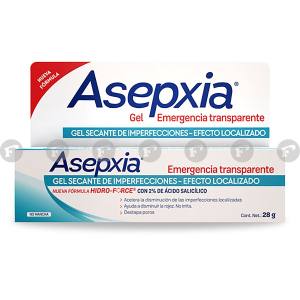 NUEVA
FÓRMULA
Asepxia®
Gel Emergencia transparente
GEL SECANTE DE IMPERFECCIONES - EFECTO LOCALIZADO
Asepxia®
Emergencia transparente
GEL SECANTE DE IMPERFECCIONES - EFECTO LOCALIZADO
NUEVA FÓRMULA HIDRO-FORCE® CON 2% DE ÁCIDO SALICÍLICO
• Acelera la disminución de las imperfecciones localizadas
• Ayuda a disminuir la rojez. No irrita.
• Destapa poros
NO MANCHA
Cont. Net.: 28 g